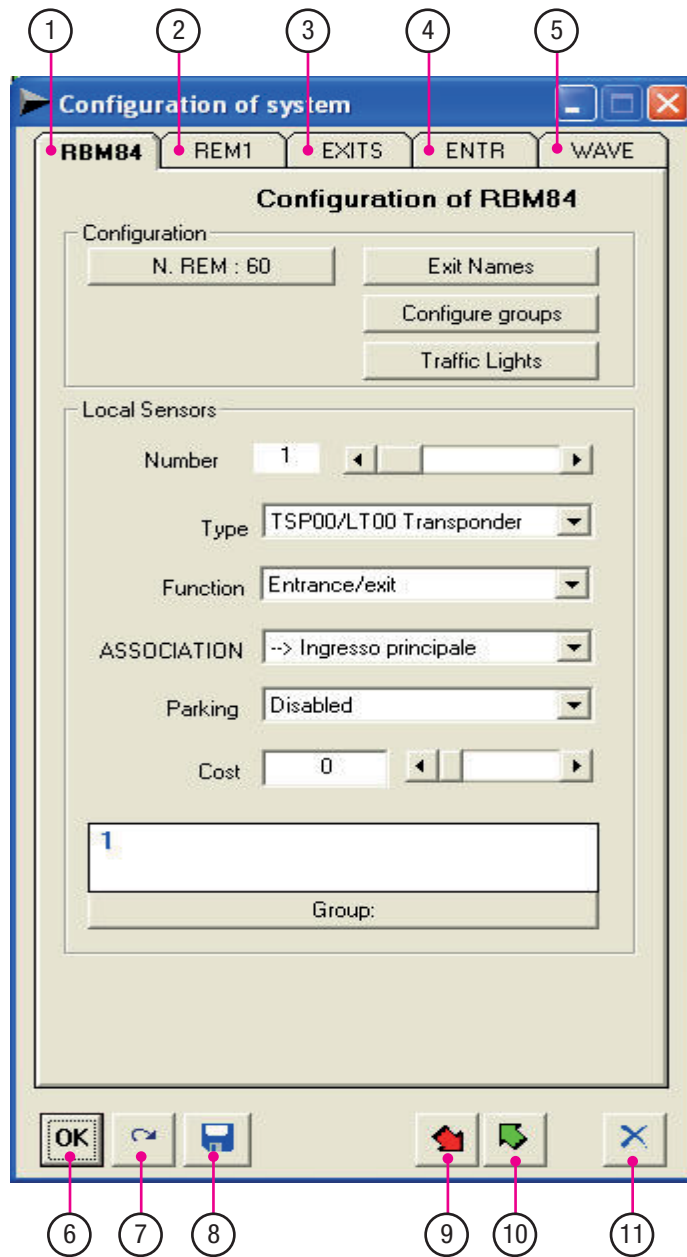 1 2 3 4 5
Configuration of system
RBM84 REM1 EXITS ENTR WAVE
Configuration of RBM84
Configuration
N. REM : 60 Exit Names
Configure groups
Traffic Lights
Local Sensors
Number 1
Type TSP00/LT00 Transponder
Function Entrance/exit
ASSOCIATION --> Ingresso principale
Parking Disabled
Cost 0
1
Group:
OK
6 7 8 9 10 11